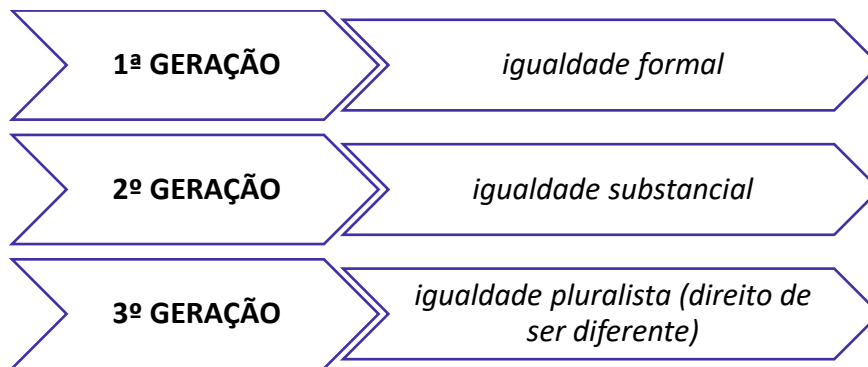 1ª GERAÇÃO
igualdade formal
2º GERAÇÃO
igualdade substancial
3º GERAÇÃO
igualdade pluralista (direito de
ser diferente)